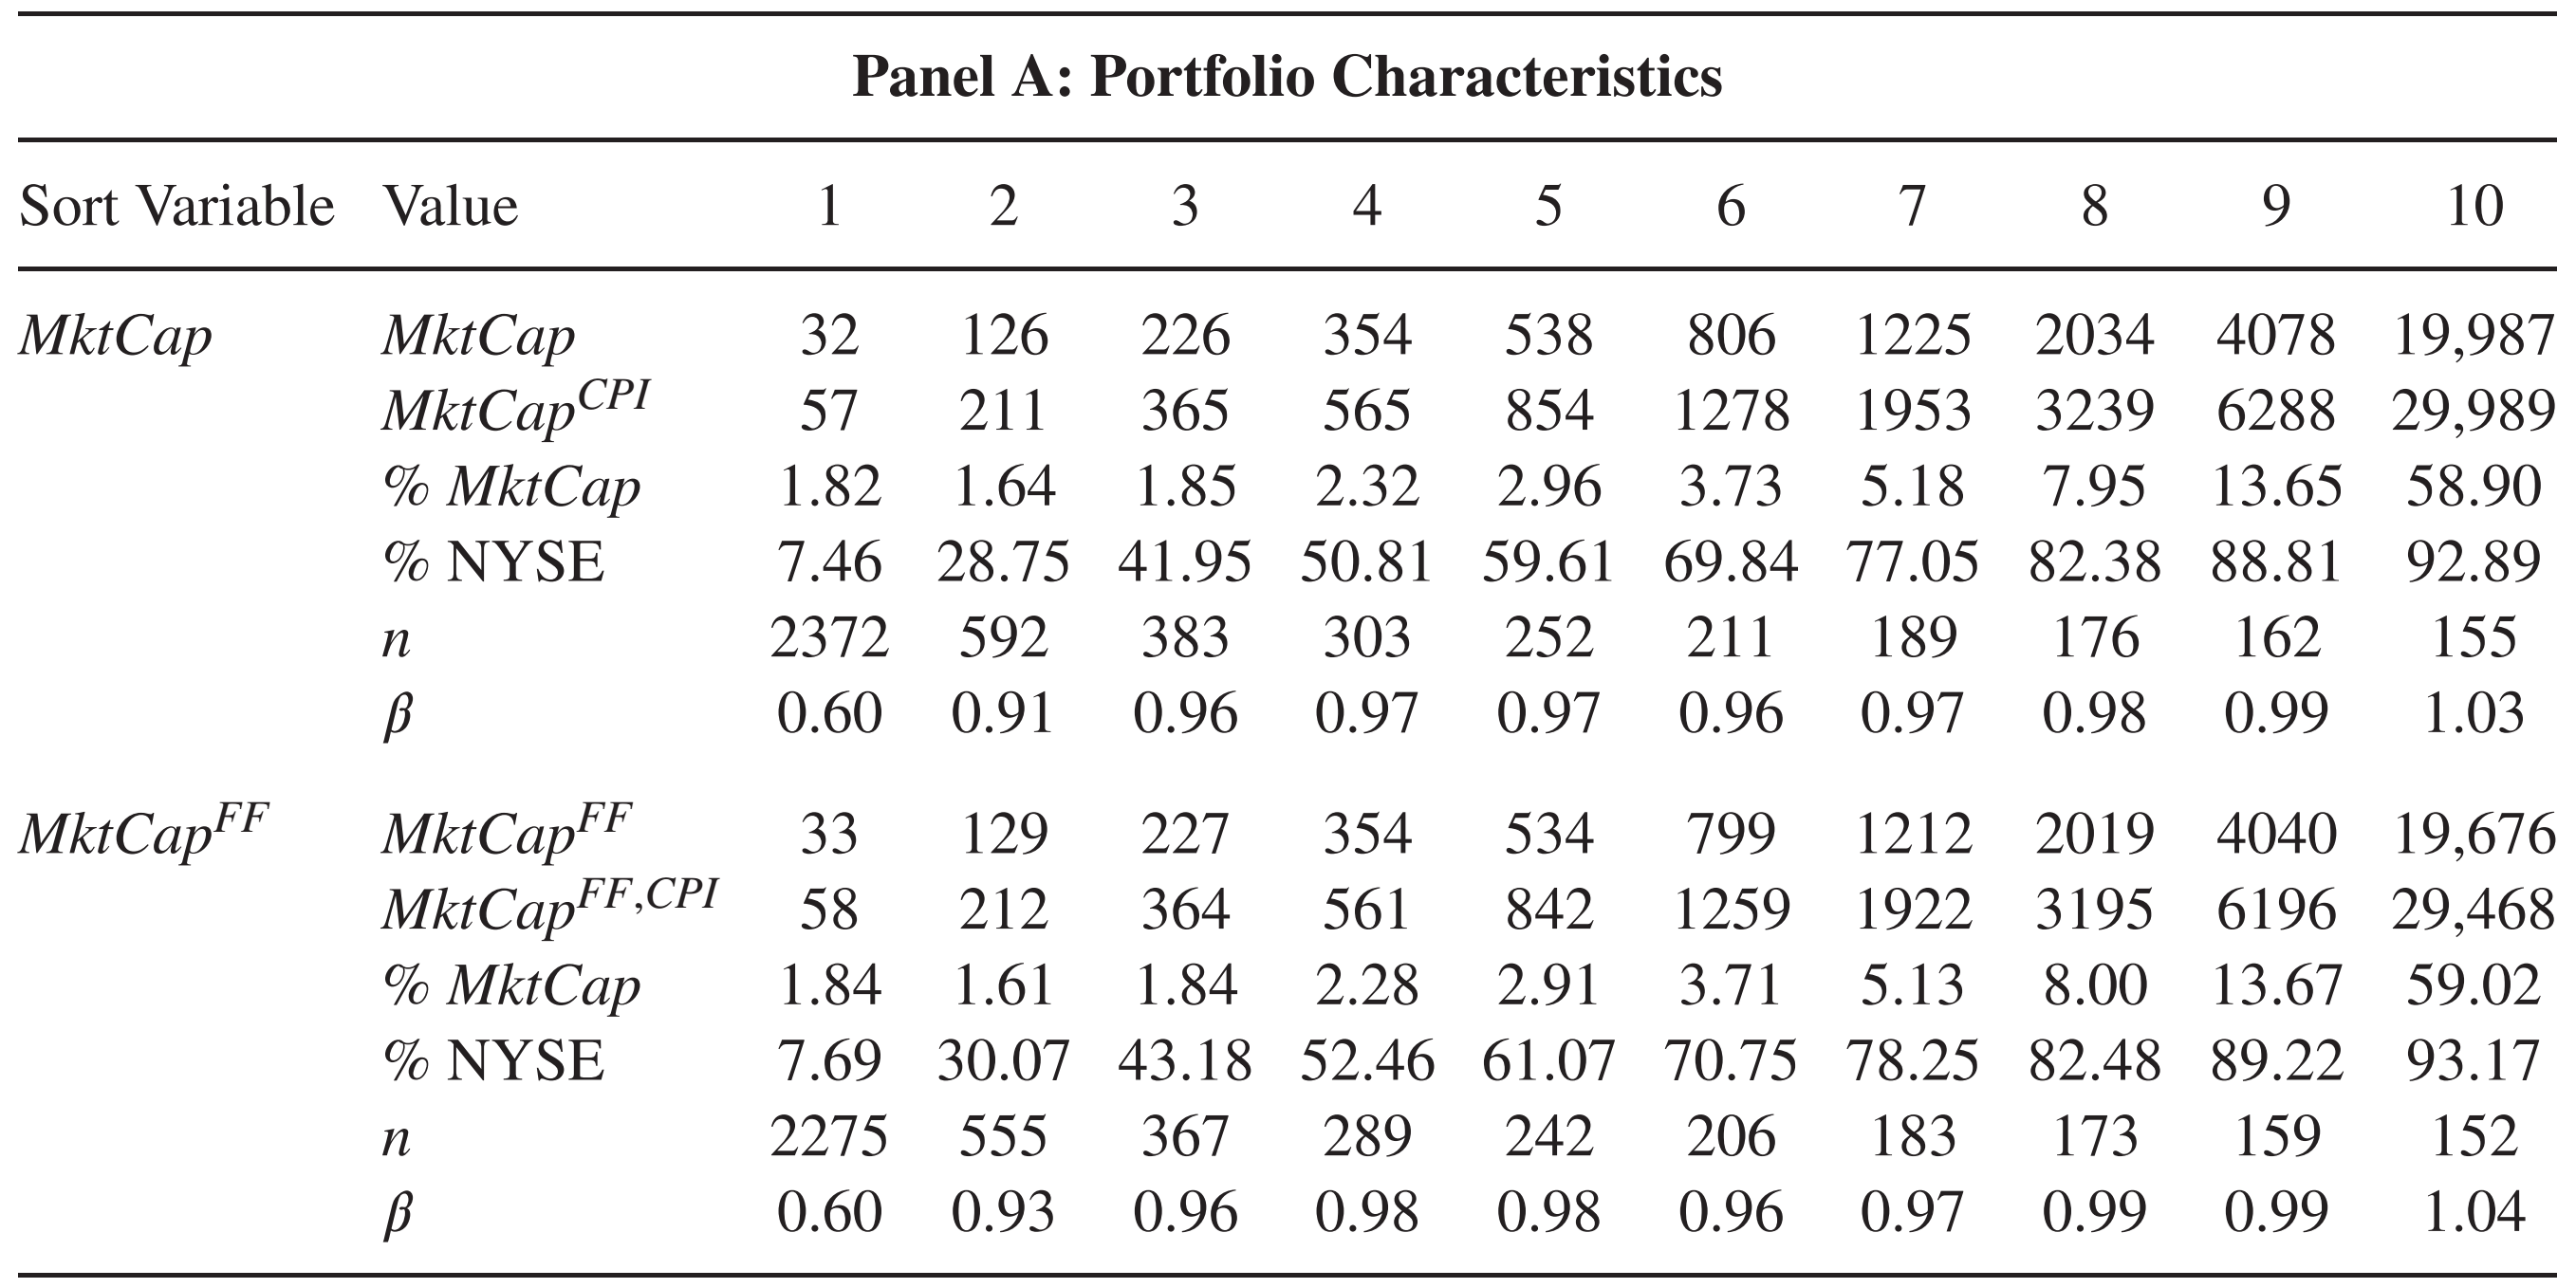 Panel A: Portfolio Characteristics
Sort Variable Value 1 2 3 4 5 6 7 8 9 10
MktCap MktCap 32 126 226 354 538 806 1225 2034 4078 19,987
MktCap^CPI 57 211 365 565 854 1278 1953 3239 6288 29,989
% MktCap 1.82 1.64 1.85 2.32 2.96 3.73 5.18 7.95 13.65 58.90
% NYSE 7.46 28.75 41.95 50.81 59.61 69.84 77.05 82.38 88.81 92.89
n 2372 592 383 303 252 211 189 176 162 155
β 0.60 0.91 0.96 0.97 0.97 0.96 0.97 0.98 0.99 1.03
MktCap^FF MktCap^FF 33 129 227 354 534 799 1212 2019 4040 19,676
MktCap^FF,CPI 58 212 364 561 842 1259 1922 3195 6196 29,468
% MktCap 1.84 1.61 1.84 2.28 2.91 3.71 5.13 8.00 13.67 59.02
% NYSE 7.69 30.07 43.18 52.46 61.07 70.75 78.25 82.48 89.22 93.17
n 2275 555 367 289 242 206 183 173 159 152
β 0.60 0.93 0.96 0.98 0.98 0.96 0.97 0.99 0.99 1.04